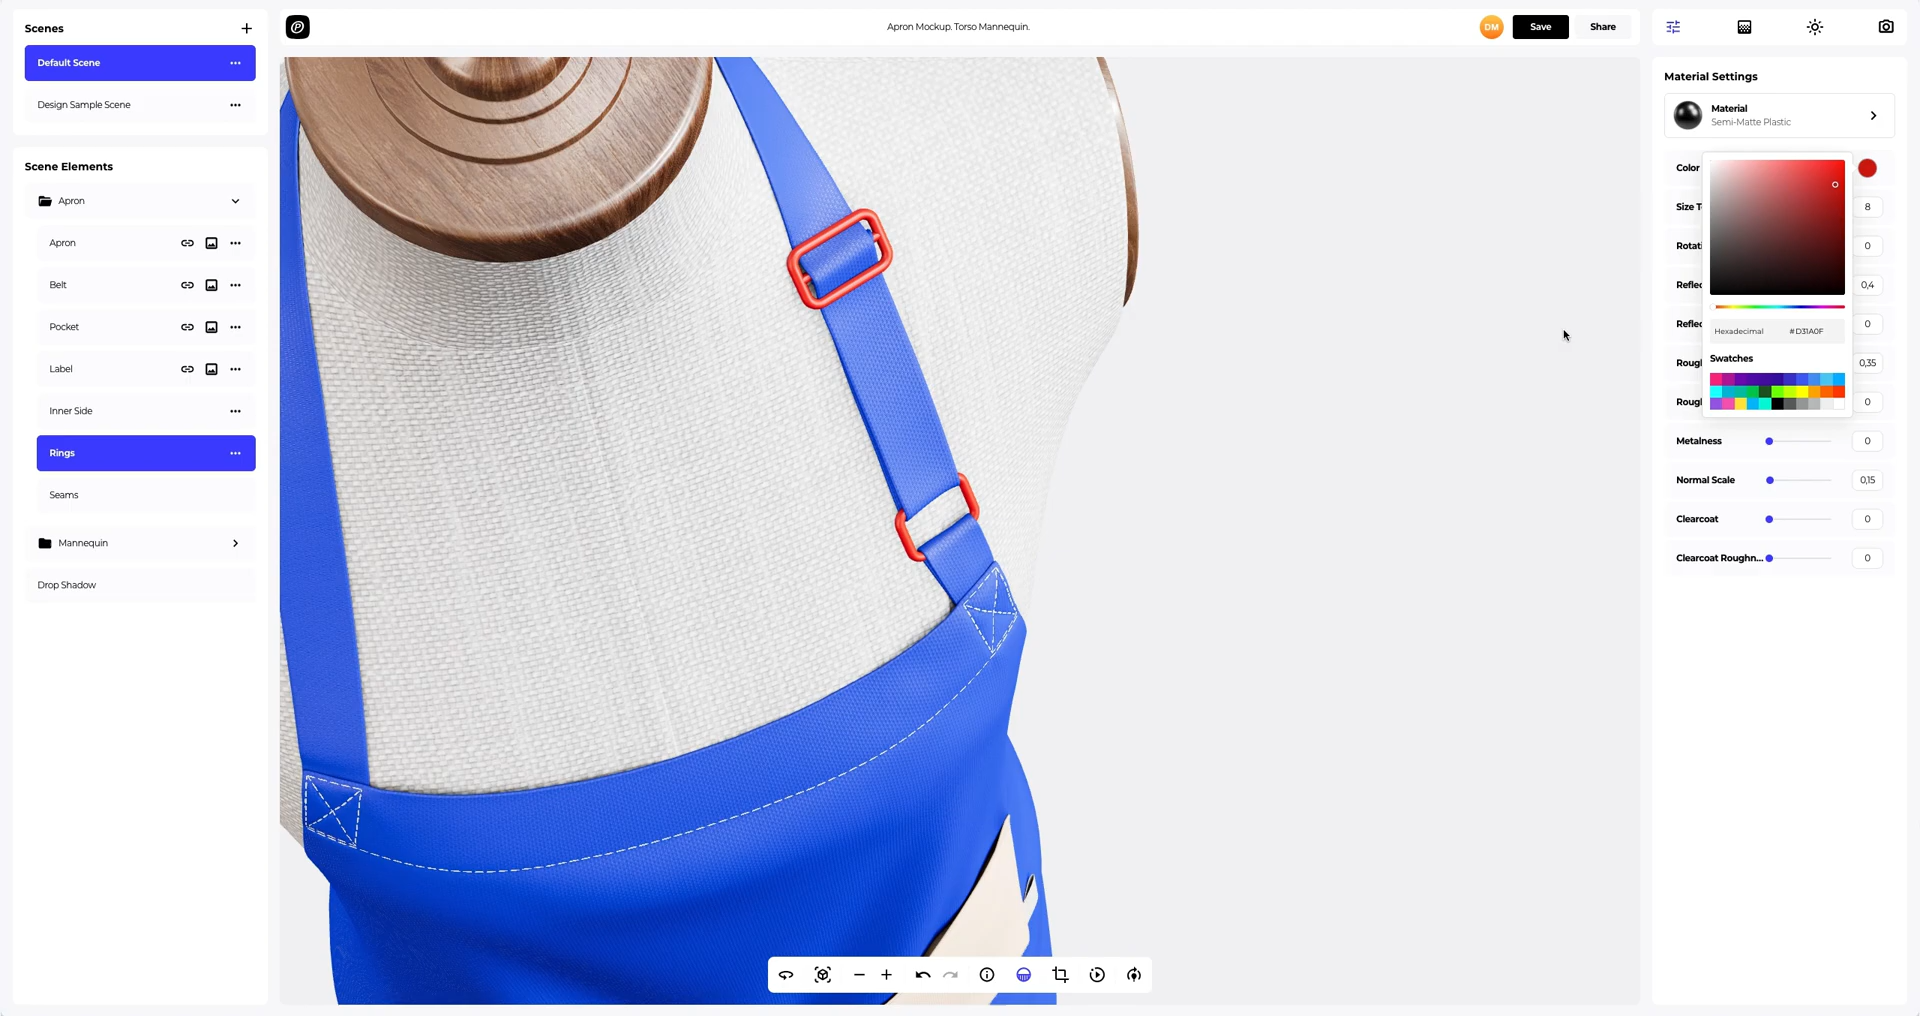 Scenes
Default Scene
Design Sample Scene
Scene Elements
Apron
Apron
Belt
Pocket
Label
Inner Side
Rings
Seams
Mannequin
Drop Shadow
Apron Mockup. Torso Mannequin.
DM
Save
Share
Material Settings
Material
Semi-Matte Plastic
Color
Size T
8
Rotati
0
Reflec
0,4
Reflec
0
Rough
0,35
Rough
0
Hexadecimal #D31A0F
Swatches
Metalness 0
Normal Scale 0,15
Clearcoat 0
Clearcoat Roughn... 0